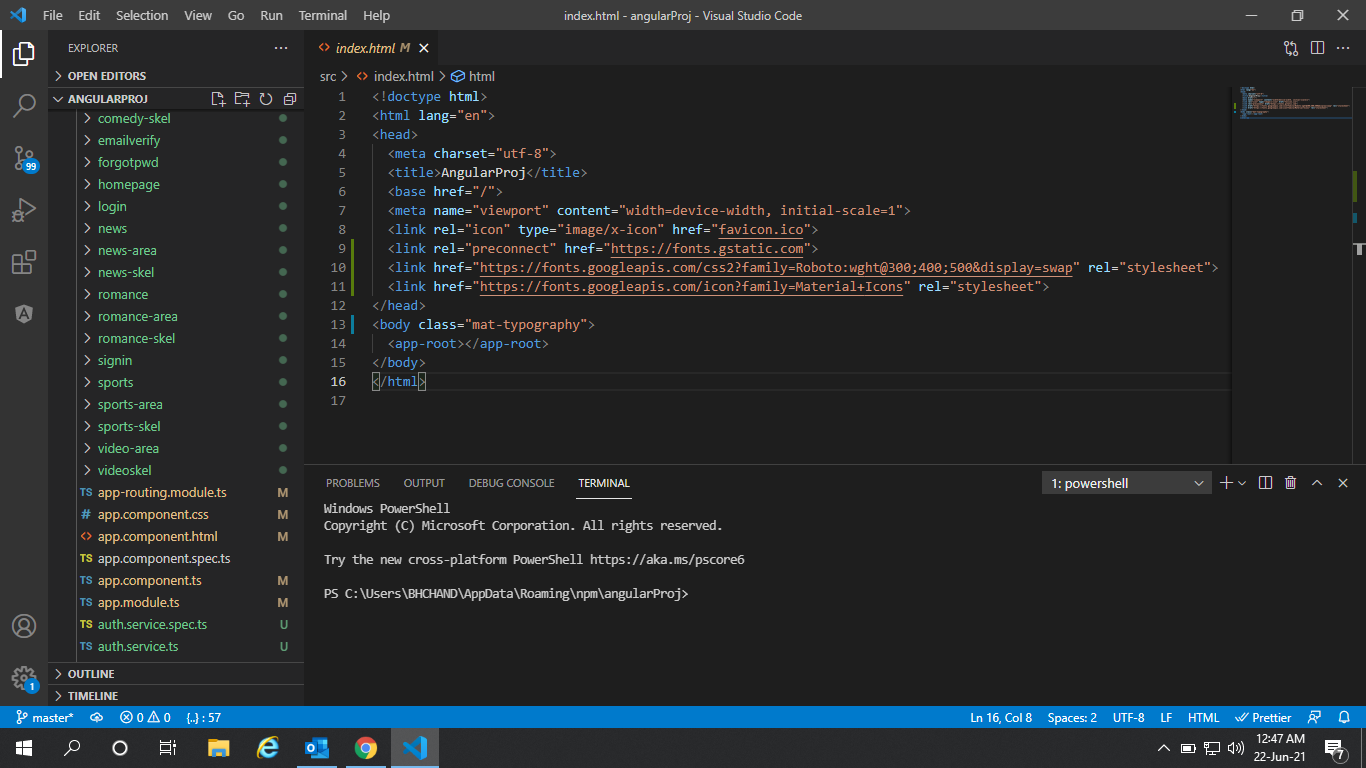 File Edit Selection View Go Run Terminal Help
index.html - angularProj - Visual Studio Code
EXPLORER
OPEN EDITORS
ANGULARPROJ
comedy-skel
emailverify
forgotpwd
homepage
login
news
news-area
news-skel
romance
romance-area
romance-skel
signin
sports
sports-area
sports-skel
video-area
videoskel
TS app-routing.module.ts M
# app.component.css M
<> app.component.html M
TS app.component.spec.ts
TS app.component.ts M
TS app.module.ts M
TS auth.service.spec.ts U
TS auth.service.ts U
OUTLINE
TIMELINE
99
1
<> index.html M
src > <> index.html > html
1 <!doctype html>
2 <html lang="en">
3 <head>
4 <meta charset="utf-8">
5 <title>AngularProj</title>
6 <base href="/">
7 <meta name="viewport" content="width=device-width, initial-scale=1">
8 <link rel="icon" type="image/x-icon" href="favicon.ico">
9 <link rel="preconnect" href="https://fonts.gstatic.com">
10 <link href="https://fonts.googleapis.com/css2?family=Roboto:wght@300;400;500&display=swap" rel="stylesheet">
11 <link href="https://fonts.googleapis.com/icon?family=Material+Icons" rel="stylesheet">
12 </head>
13 <body class="mat-typography">
14 <app-root></app-root>
15 </body>
16 </html>
17
PROBLEMS OUTPUT DEBUG CONSOLE TERMINAL
1: powershell
Windows PowerShell
Copyright (C) Microsoft Corporation. All rights reserved.
Try the new cross-platform PowerShell https://aka.ms/pscore6
PS C:\Users\BHCHAND\AppData\Roaming\npm\angularProj>
master* 0 0 {..} : 57
Ln 16, Col 8 Spaces: 2 UTF-8 LF HTML Prettier
12:47 AM
22-Jun-21
7